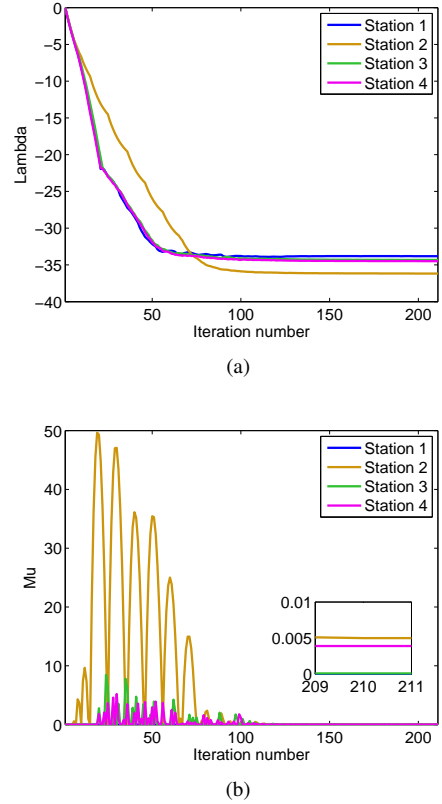 0
−5
−10
−15
−20
−25
−30
−35
−40
Lambda
50 100 150 200
Iteration number
Station 1
Station 2
Station 3
Station 4
(a)
50
40
30
20
10
0
Mu
50 100 150 200
Iteration number
Station 1
Station 2
Station 3
Station 4
0.01
0.005
0
209 210 211
(b)